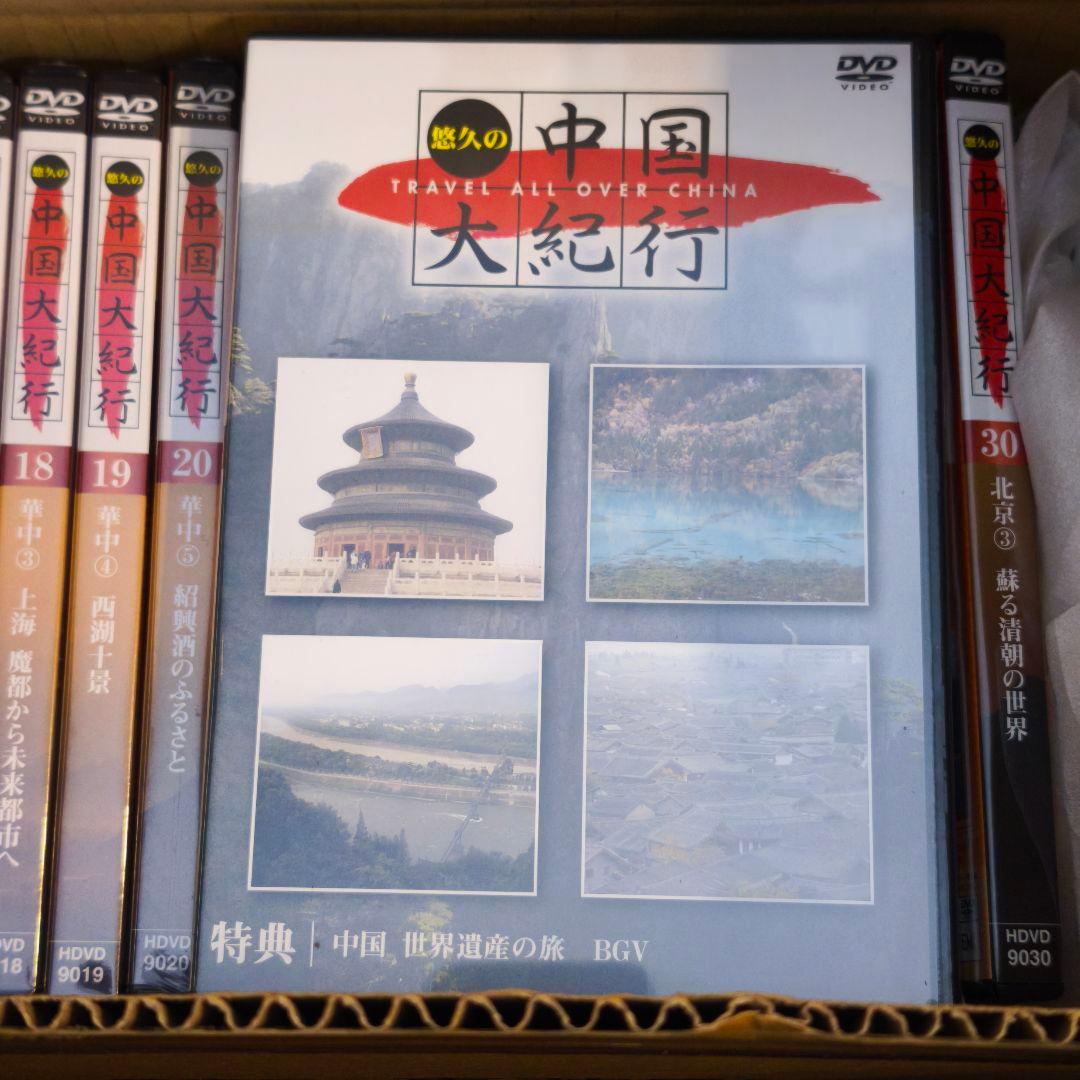 DVD
VIDEO
悠久の
中国大紀行
18
華中③ 上海 魔都から未来都市へ
DVD
VIDEO
悠久の
中国大紀行
19
華中④ 西湖十景
HDVD
9019
DVD
VIDEO
悠久の
中国大紀行
20
華中⑤ 紹興酒のふるさと
HDVD
9020
DVD
VIDEO
悠久の
中国
TRAVEL ALL OVER CHINA
大紀行
特典 中国 世界遺産の旅 BGV
DVD
VIDEO
悠久の
中国大紀行
30
北京③ 蘇る清朝の世界
HDVD
9030